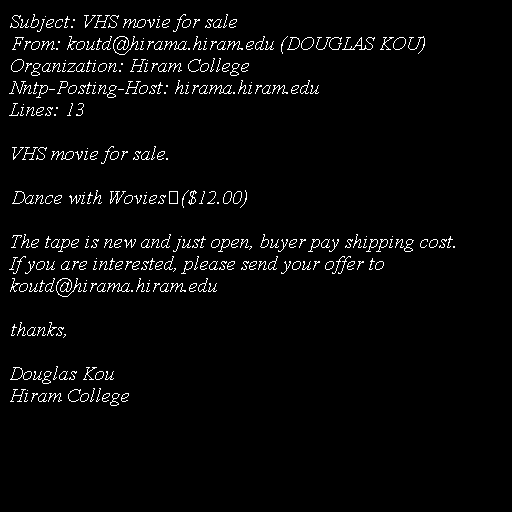 Subject: VHS movie for sale
From: koutd@hirama.hiram.edu (DOUGLAS KOU)
Organization: Hiram College
Nntp-Posting-Host: hirama.hiram.edu
Lines: 13

VHS movie for sale.

Dance with Wovies ($12.00)

The tape is new and just open, buyer pay shipping cost.
If you are interested, please send your offer to
koutd@hirama.hiram.edu

thanks,

Douglas Kou
Hiram College